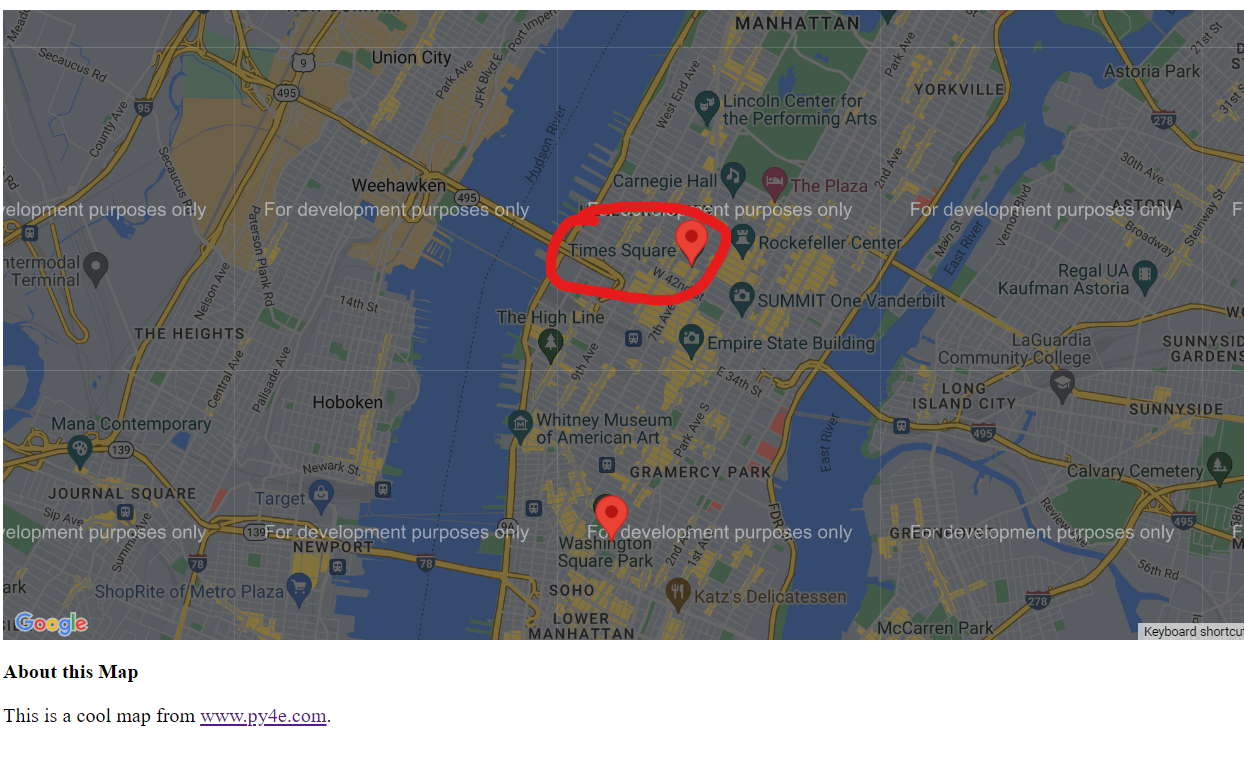 MANHATTAN
Port Imperi
21st St
Union City
9
Secaucus Rd
Park Ave
JFK Blvd E
Park Ave
Astoria Park
495
95
YORKVILLE
West End Ave
Lincoln Center for
the Performing Arts
31st S
278
County Ave
Hudson River
30th Ave
Secaucus R
Weehawken
495
Carnegie Hall
The Plaza
2nd Ave
velopment purposes only
For development purposes only
For development purposes only
For development purposes only
F
ASTORIA
Steinway St
Vernon Blvd
Broadway
Paterson Plank Rd
Main St
East River
Times Square
Rockefeller Center
ntermodal
Terminal
Regal UA
Kaufman Astoria
W 42nd St
Nelson Ave
SUMMIT One Vanderbilt
14th St
The High Line
7th Ave
THE HEIGHTS
Empire State Building
LaGuardia
Community College
SUNNYSID
GARDENS
9th Ave
Central Ave
Palisade Ave
E 34th St
LONG
ISLAND CITY
Hoboken
SUNNYSIDE
Mana Contemporary
Whitney Museum
of American Art
Park Ave S
East River
495
139
Newark St.
GRAMERCY PARK
Calvary Cemetery
JOURNAL SQUARE
Target
Sip Ave
Summit Ave
velopment purposes only
139
For development purposes only
9A
For development purposes only
FDR
For development purposes only
Review Ave
495
F
NEWPORT
Washington
Square Park
2nd Ave
1st Ave
78
78
56th Rd
ark
ShopRite of Metro Plaza
SOHO
Katz's Delicatessen
278
Google
LOWER
MANHATTAN
McCarren Park
Keyboard shortcut
About this Map
This is a cool map from www.py4e.com.